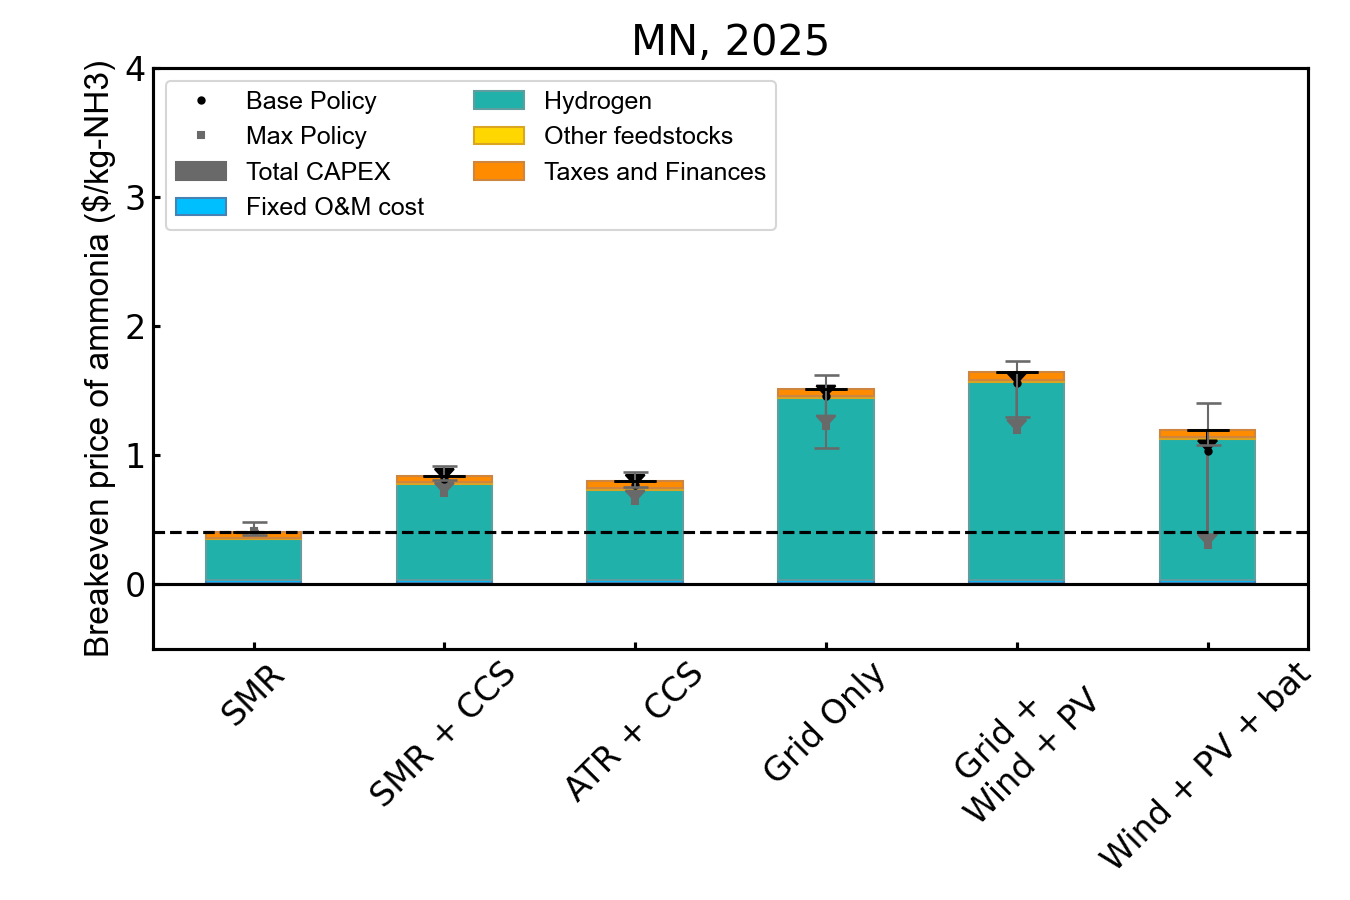 MN, 2025
Breakeven price of ammonia ($/kg-NH3)
4
3
2
1
0
Base Policy
Max Policy
Total CAPEX
Fixed O&M cost
Hydrogen
Other feedstocks
Taxes and Finances
SMR
SMR + CCS
ATR + CCS
Grid Only
Grid +
Wind + PV
Wind + PV + bat